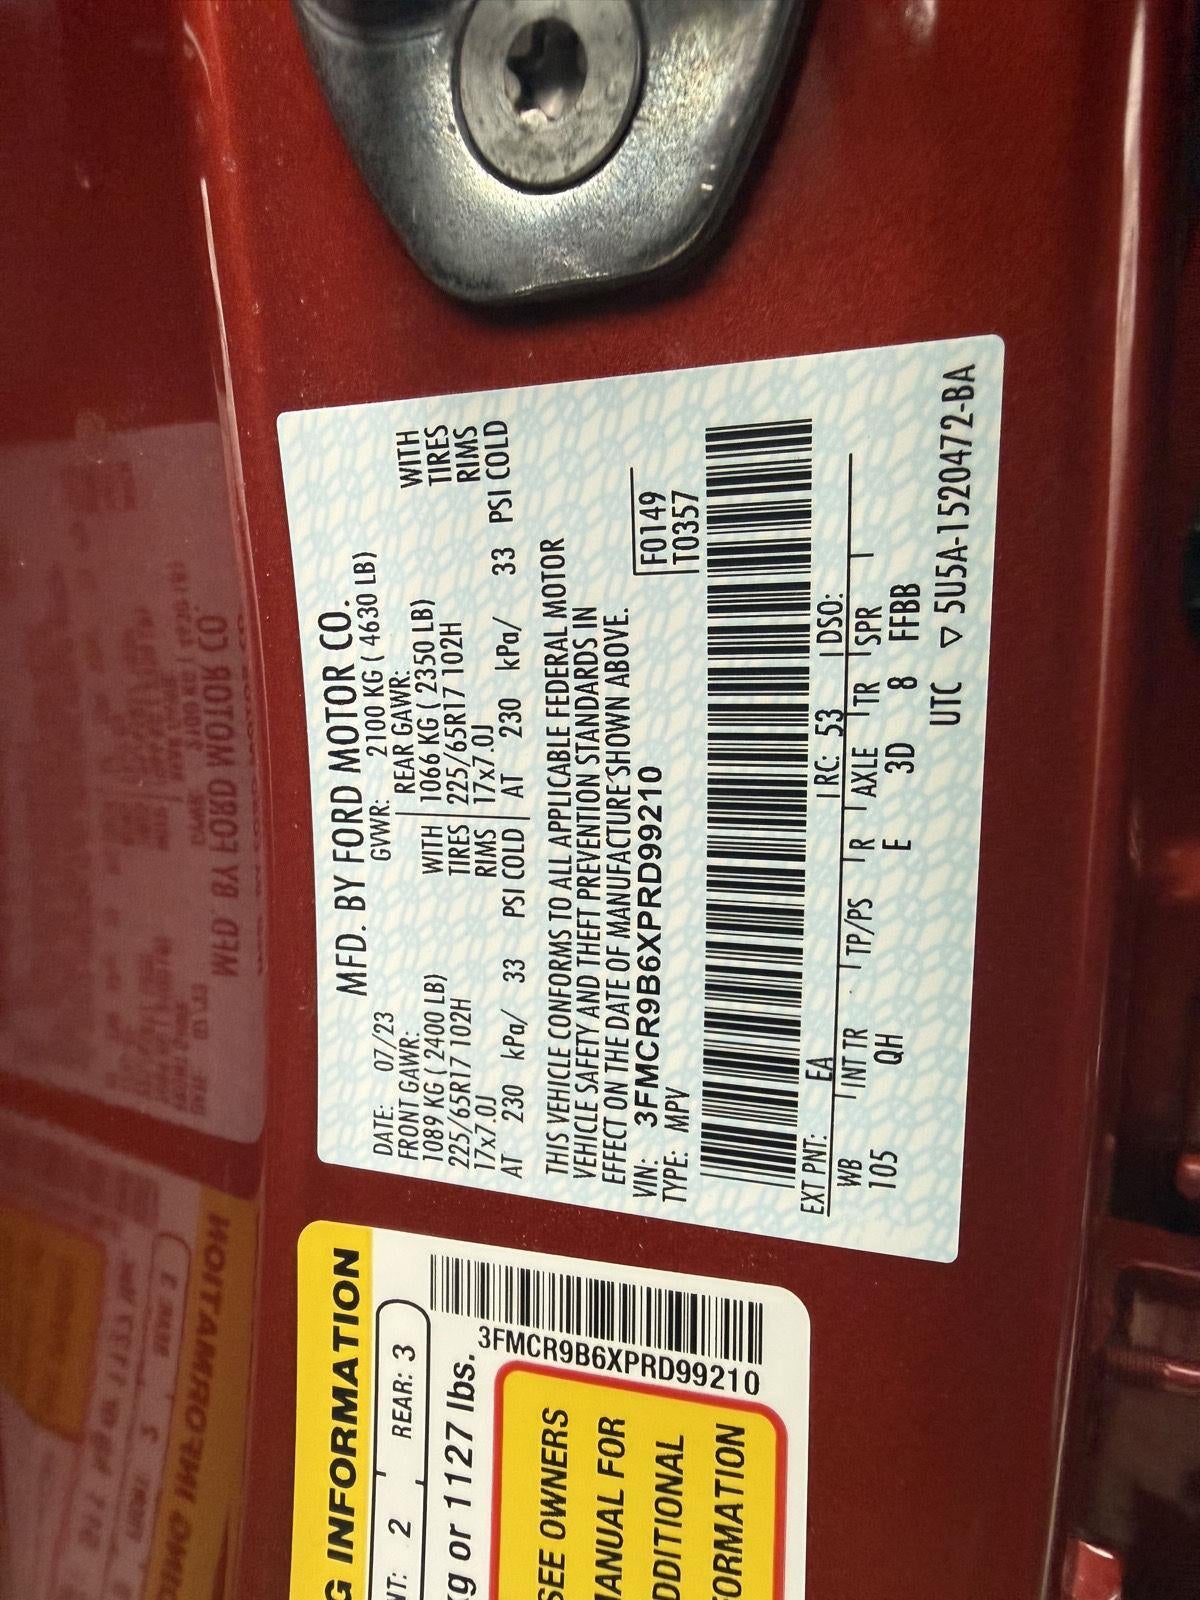 MFD. BY FORD MOTOR CO.
DATE: 07/23 GVWR: 2100 KG ( 4630 LB)
FRONT GAWR: REAR GAWR:
1089 KG ( 2400 LB) WITH 1066 KG ( 2350 LB) WITH
225/65R17 102H TIRES 225/65R17 102H TIRES
17x7.0J RIMS 17x7.0J RIMS
AT 230 kPa/ 33 PSI COLD AT 230 kPa/ 33 PSI COLD
THIS VEHICLE CONFORMS TO ALL APPLICABLE FEDERAL MOTOR
VEHICLE SAFETY AND THEFT PREVENTION STANDARDS IN
EFFECT ON THE DATE OF MANUFACTURE SHOWN ABOVE.
VIN: 3FMCR9B6XPRD99210 F0149
TYPE: MPV T0357
EXT PNT: EA RC: 53 DSO:
WB INT TR TP/PS R AXLE TR SPR
105 QH E 3D 8 FFBB
UTC ▽ 5U5A-1520472-BA
G INFORMATION
NT: 2 REAR: 3
kg or 1127 lbs.
3FMCR9B6XPRD99210
SEE OWNERS
MANUAL FOR
ADDITIONAL
INFORMATION